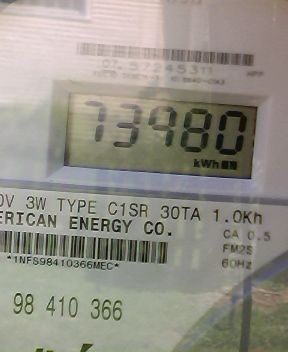 73980
kWh
0V 3W TYPE C1SR 30TA 1.0Kh
ERICAN ENERGY CO.
CA 0.5
FM2S
60Hz
*1NFS98410366MEC*
98 410 366